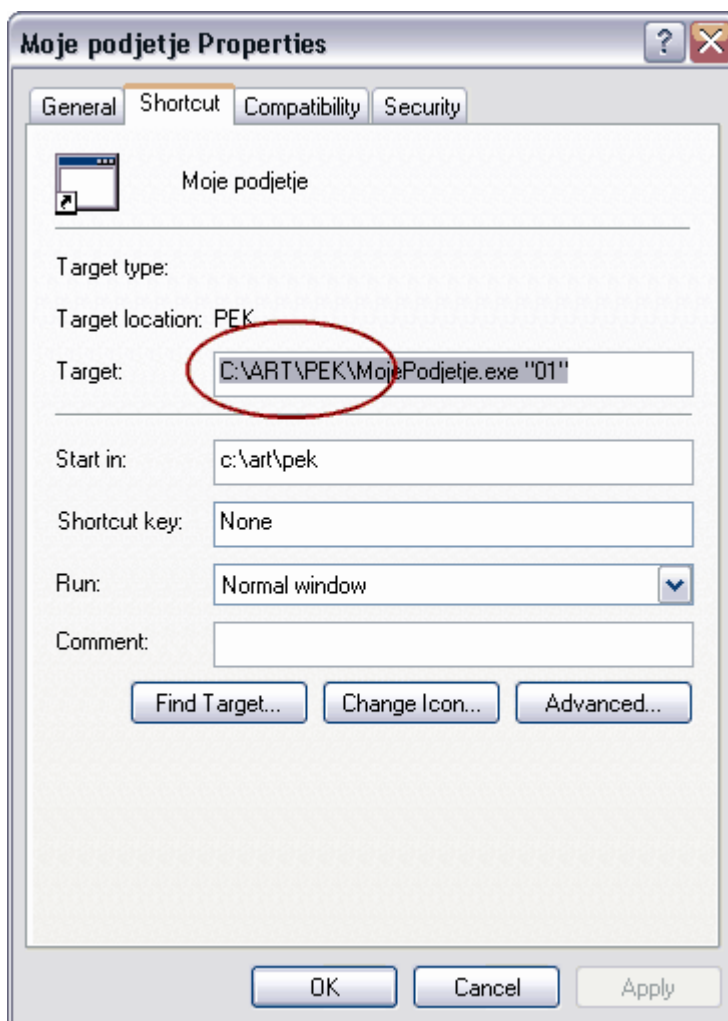 Moje podjetje Properties
General Shortcut Compatibility Security
Moje podjetje
Target type:
Target location: PEK
Target: C:\ART\PEK\MojePodjetje.exe "01"
Start in: c:\art\pek
Shortcut key: None
Run: Normal window
Comment:
Find Target... Change Icon... Advanced...
OK Cancel Apply